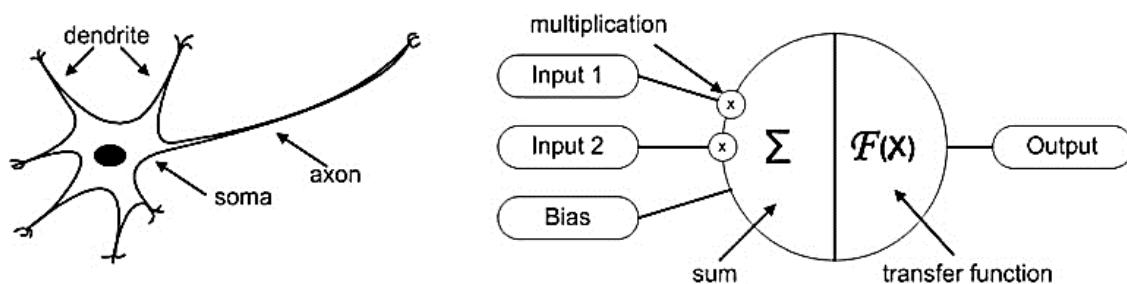 dendrite
soma
axon
multiplication
Input 1
x
Input 2
x
Bias
Σ
F(X)
Output
sum
transfer function